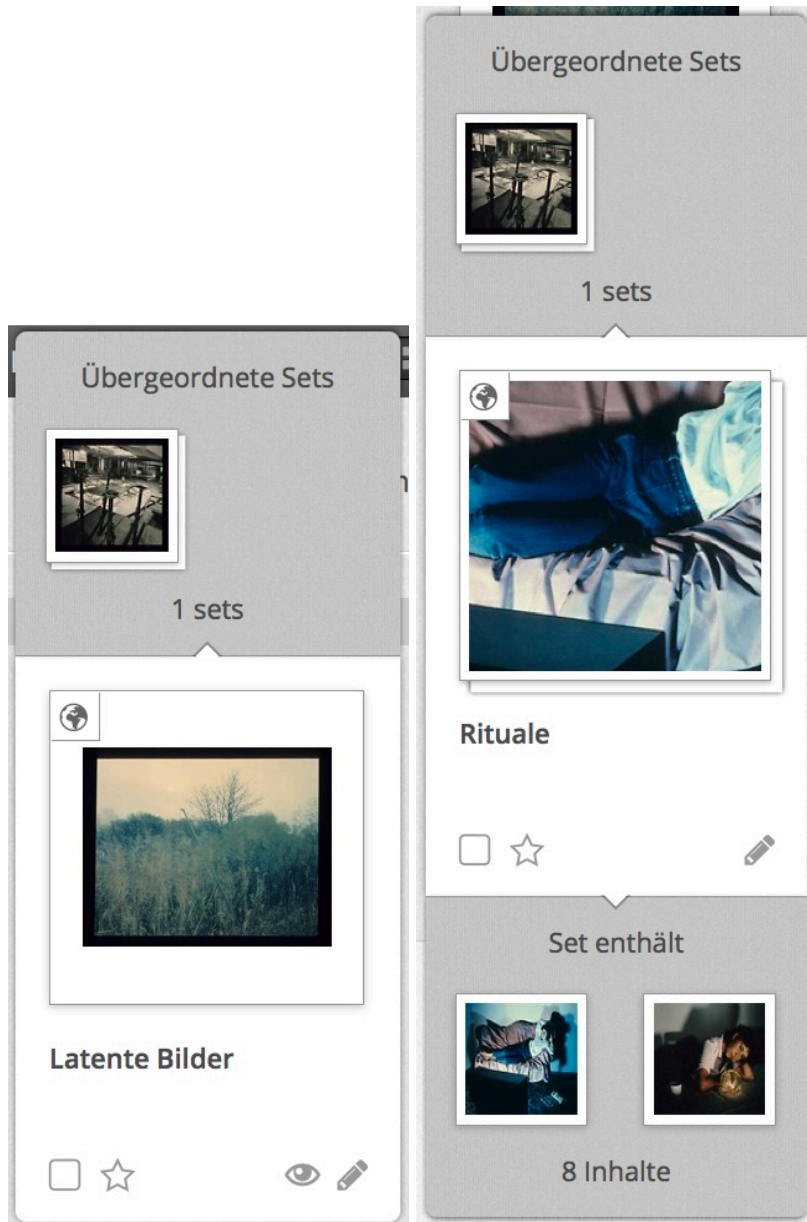 Übergeordnete Sets
1 sets
Latente Bilder
Übergeordnete Sets
1 sets
Rituale
Set enthält
8 Inhalte